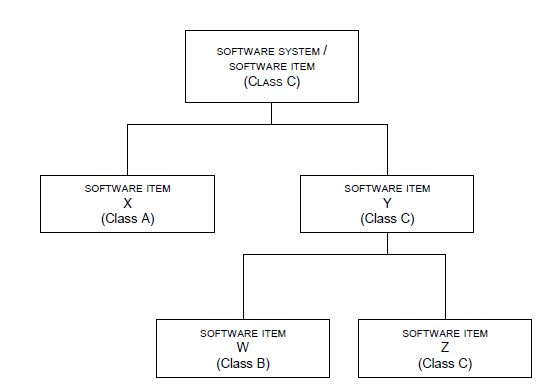 SOFTWARE SYSTEM /
SOFTWARE ITEM
(CLASS C)
SOFTWARE ITEM
X
(Class A)
SOFTWARE ITEM
Y
(Class C)
SOFTWARE ITEM
W
(Class B)
SOFTWARE ITEM
Z
(Class C)